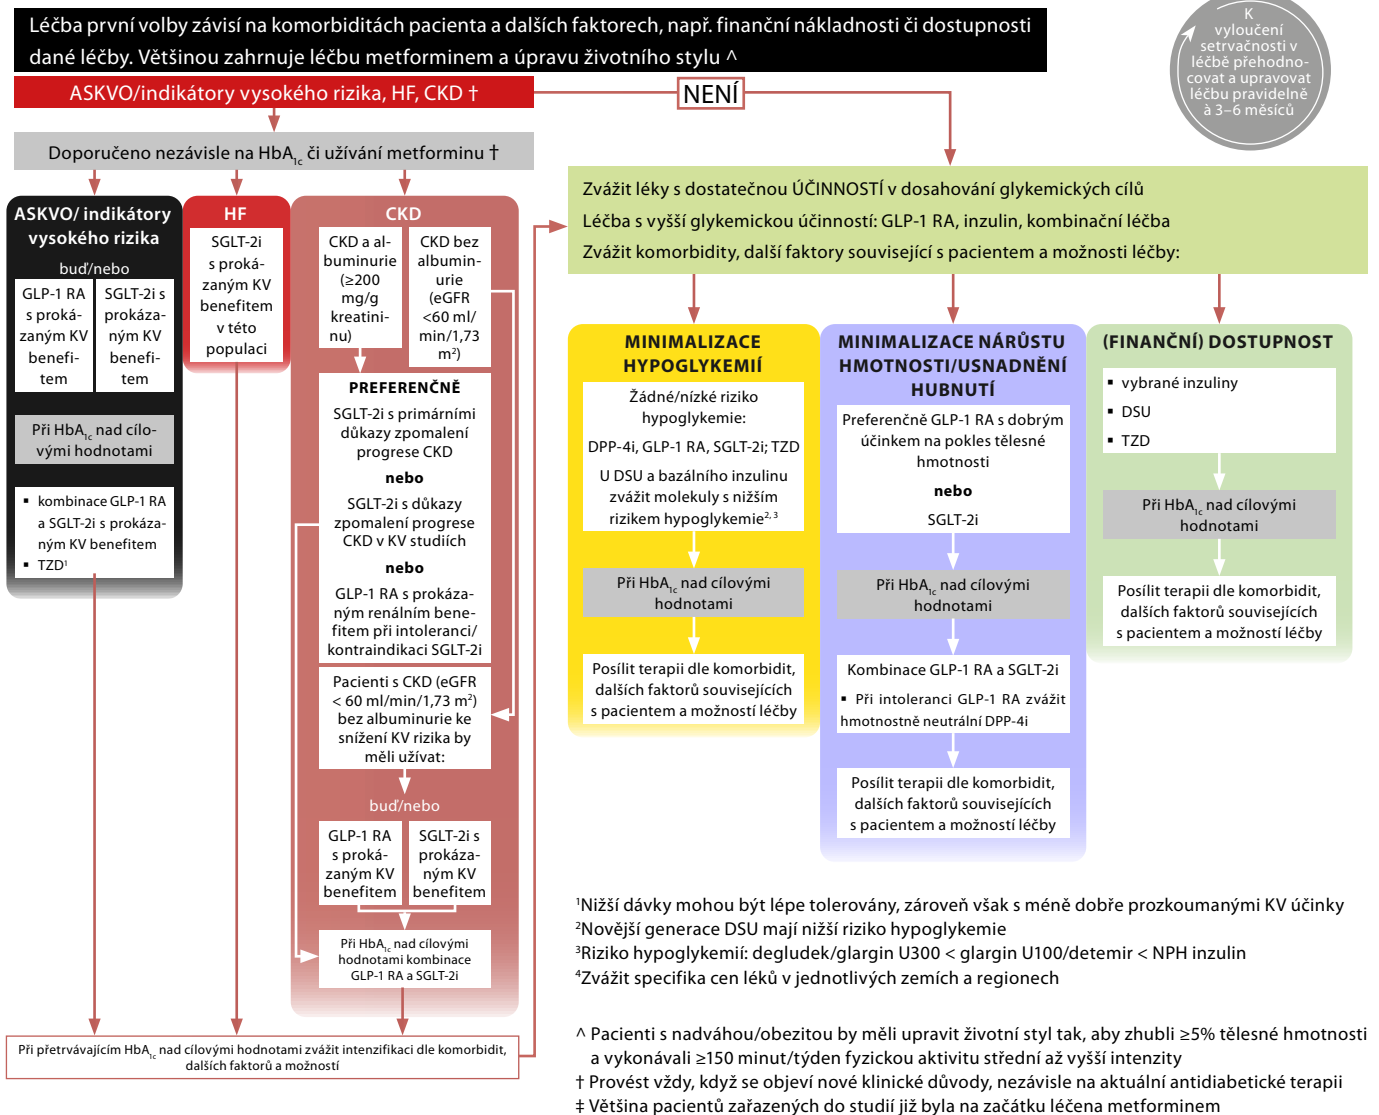 Léčba první volby závisí na komorbiditách pacienta a dalších faktorech, např. finanční nákladnosti či dostupnosti
dané léčby. Většinou zahrnuje léčbu metforminem a úpravu životního stylu ^
K
vyloučení
setrvačnosti v
léčbě přehodno-
covat a upravovat
léčbu pravidelně
à 3–6 měsíců
ASKVO/indikátory vysokého rizika, HF, CKD †
NENÍ
Doporučeno nezávisle na HbA1c či užívání metforminu †
ASKVO/ indikátory
vysokého rizika
buď/nebo
GLP-1 RA
s proká-
zaným KV
benefi-
tem
SGLT-2i s
prokáza-
ným KV
benefi-
tem
Při HbA1c nad cílo-
vými hodnotami
▪ kombinace GLP-1 RA
a SGLT-2i s prokáza-
ným KV benefitem
▪ TZD¹
HF
SGLT-2i
s proká-
zaným KV
benefitem
v této
populaci
CKD
CKD a al-
buminurie
(≥200
mg/g
kreatini-
nu)
CKD bez
albumin-
urie
(eGFR
<60 ml/
min/1,73
m²)
PREFERENČNĚ
SGLT-2i s primárními
důkazy zpomalení
progrese CKD
nebo
SGLT-2i s důkazy
zpomalení progrese
CKD v KV studiích
nebo
GLP-1 RA s prokáza-
ným renálním bene-
fitem při intoleranci/
kontraindikaci SGLT-2i
Pacienti s CKD (eGFR
< 60 ml/min/1,73 m²)
bez albuminurie ke
snížení KV rizika by
měli užívat:
buď/nebo
GLP-1 RA
s proká-
zaným KV
benefitem
SGLT-2i s
prokáza-
ným KV
benefitem
Při HbA1c nad cílovými
hodnotami kombinace
GLP-1 RA a SGLT-2i
Při přetrvávajícím HbA1c nad cílovými hodnotami zvážit intenzifikaci dle komorbidit,
dalších faktorů a možností
Zvážit léky s dostatečnou ÚČINNOSTÍ v dosahování glykemických cílů
Léčba s vyšší glykemickou účinností: GLP-1 RA, inzulin, kombinační léčba
Zvážit komorbidity, další faktory související s pacientem a možnosti léčby:
MINIMALIZACE
HYPOGLYKEMIÍ
Žádné/nízké riziko
hypoglykemie:
DPP-4i, GLP-1 RA, SGLT-2i; TZD
U DSU a bazálního inzulinu
zvážit molekuly s nižším
rizikem hypoglykemie²,³
Při HbA1c nad cílovými
hodnotami
Posílit terapii dle komorbidit,
dalších faktorů souvisejících
s pacientem a možností léčby
MINIMALIZACE NÁRŮSTU
HMOTNOSTI/USNADNĚNÍ
HUBNUTÍ
Preferenčně GLP-1 RA s dobrým
účinkem na pokles tělesné
hmotnosti
nebo
SGLT-2i
Při HbA1c nad cílovými
hodnotami
Kombinace GLP-1 RA a SGLT-2i
▪ Při intoleranci GLP-1 RA zvážit
hmotnostně neutrální DPP-4i
Posílit terapii dle komorbidit,
dalších faktorů souvisejících
s pacientem a možností léčby
(FINANČNÍ) DOSTUPNOST
▪ vybrané inzuliny
▪ DSU
▪ TZD
Při HbA1c nad cílovými
hodnotami
Posílit terapii dle komorbidit,
dalších faktorů souvisejících
s pacientem a možností léčby
¹Nižší dávky mohou být lépe tolerovány, zároveň však s méně dobře prozkoumanými KV účinky
²Novější generace DSU mají nižší riziko hypoglykemie
³Riziko hypoglykemií: degludek/glargin U300 < glargin U100/detemir < NPH inzulin
⁴Zvážit specifika cen léků v jednotlivých zemích a regionech
^ Pacienti s nadváhou/obezitou by měli upravit životní styl tak, aby zhubli ≥5% tělesné hmotnosti
a vykonávali ≥150 minut/týden fyzickou aktivitu střední až vyšší intenzity
† Provést vždy, když se objeví nové klinické důvody, nezávisle na aktuální antidiabetické terapii
‡ Většina pacientů zařazených do studií již byla na začátku léčena metforminem